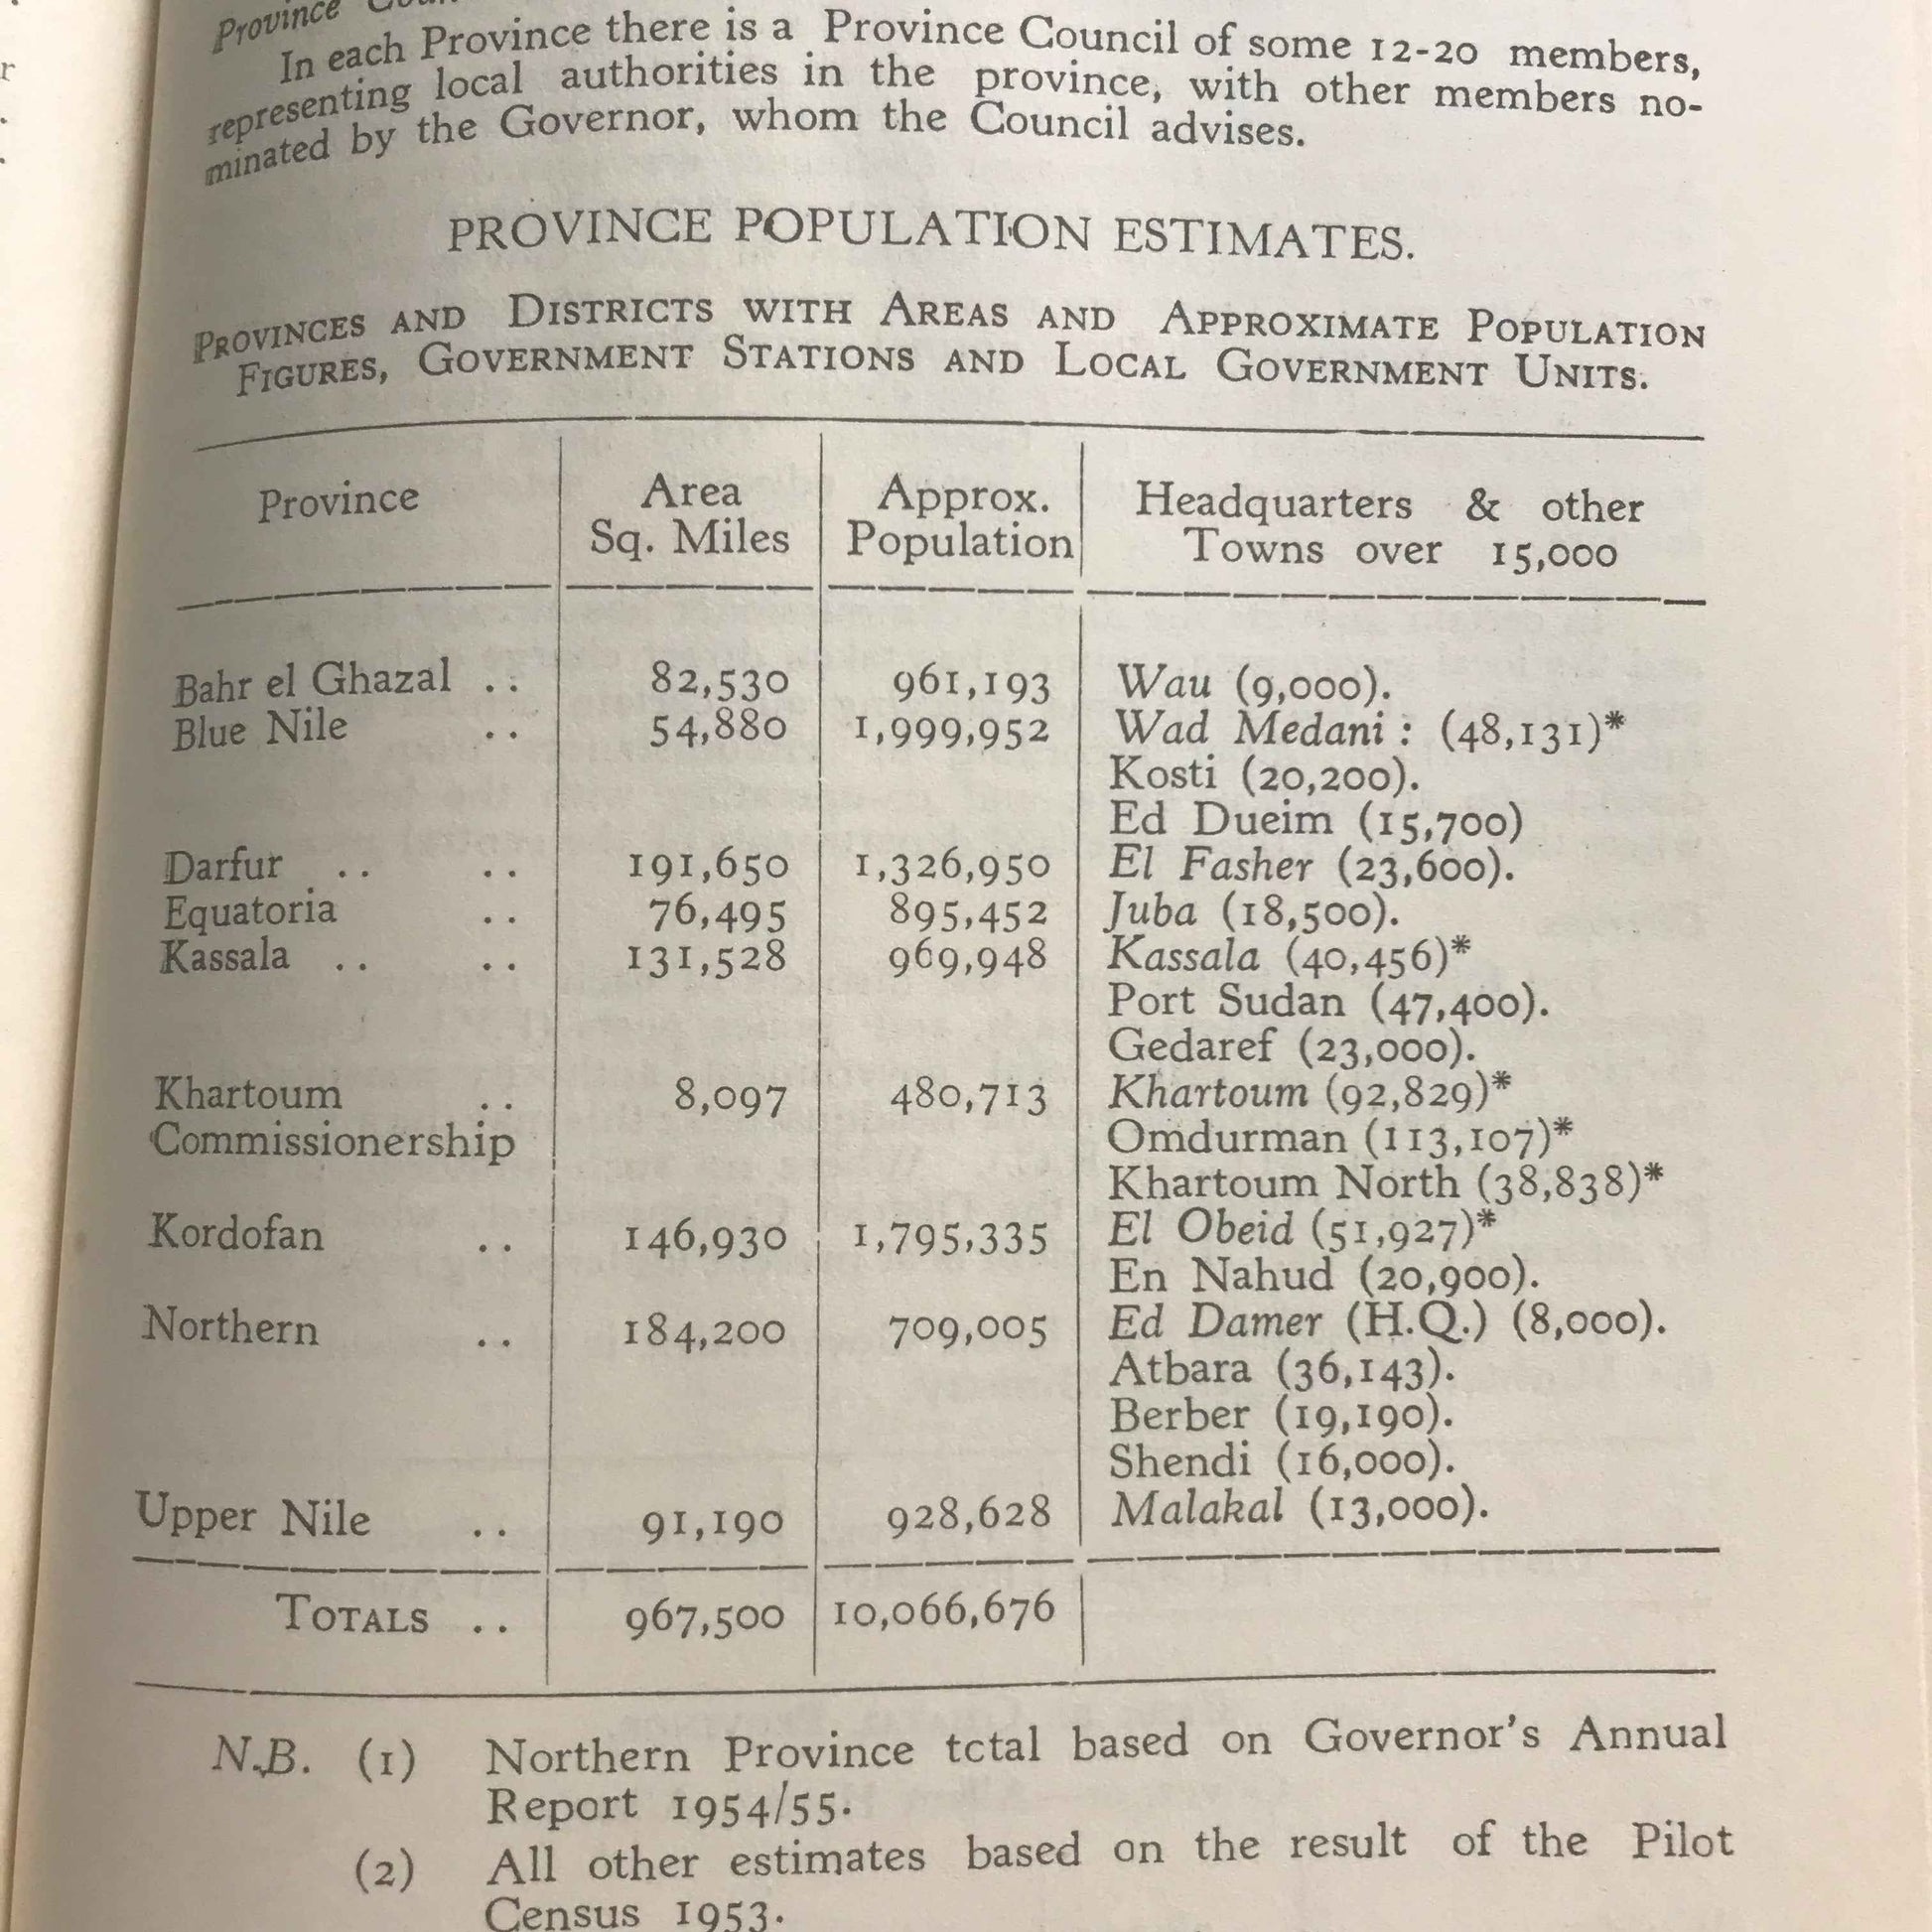 Province
In each Province there is a Province Council of some 12-20 members,
representing local authorities in the province, with other members no-
minated by the Governor, whom the Council advises.
PROVINCE POPULATION ESTIMATES.
PROVINCES AND DISTRICTS WITH AREAS AND APPROXIMATE POPULATION
FIGURES, GOVERNMENT STATIONS AND LOCAL GOVERNMENT UNITS.
Province Area Sq. Miles Approx. Population Headquarters & other Towns over 15,000
Bahr el Ghazal .. 82,530 961,193 Wau (9,000).
Blue Nile .. 54,880 1,999,952 Wad Medani : (48,131)*
Kosti (20,200).
Ed Dueim (15,700)
Darfur .. .. 191,650 1,326,950 El Fasher (23,600).
Equatoria .. 76,495 895,452 Juba (18,500).
Kassala .. .. 131,528 969,948 Kassala (40,456)*
Port Sudan (47,400).
Gedaref (23,000).
Khartoum .. 8,097 480,713 Khartoum (92,829)*
Commissionership Omdurman (113,107)*
Khartoum North (38,838)*
Kordofan .. 146,930 1,795,335 El Obeid (51,927)*
En Nahud (20,900).
Northern .. 184,200 709,005 Ed Damer (H.Q.) (8,000).
Atbara (36,143).
Berber (19,190).
Shendi (16,000).
Upper Nile .. 91,190 928,628 Malakal (13,000).
TOTALS .. 967,500 10,066,676
N.B. (1) Northern Province tctal based on Governor's Annual
Report 1954/55.
(2) All other estimates based on the result of the Pilot
Census 1953.